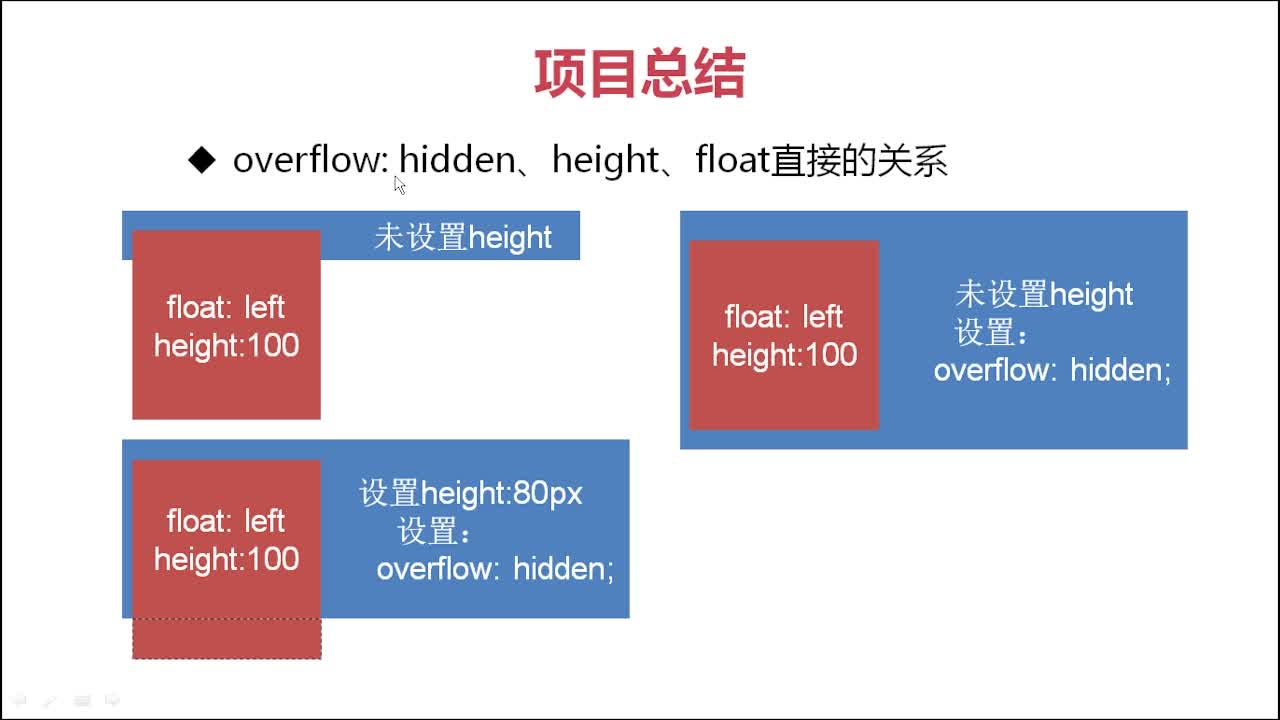 项目总结
◆ overflow: hidden、height、float直接的关系
未设置height
float: left
height:100
未设置height
设置：
overflow: hidden;
float: left
height:100
设置height:80px
设置：
overflow: hidden;
float: left
height:100